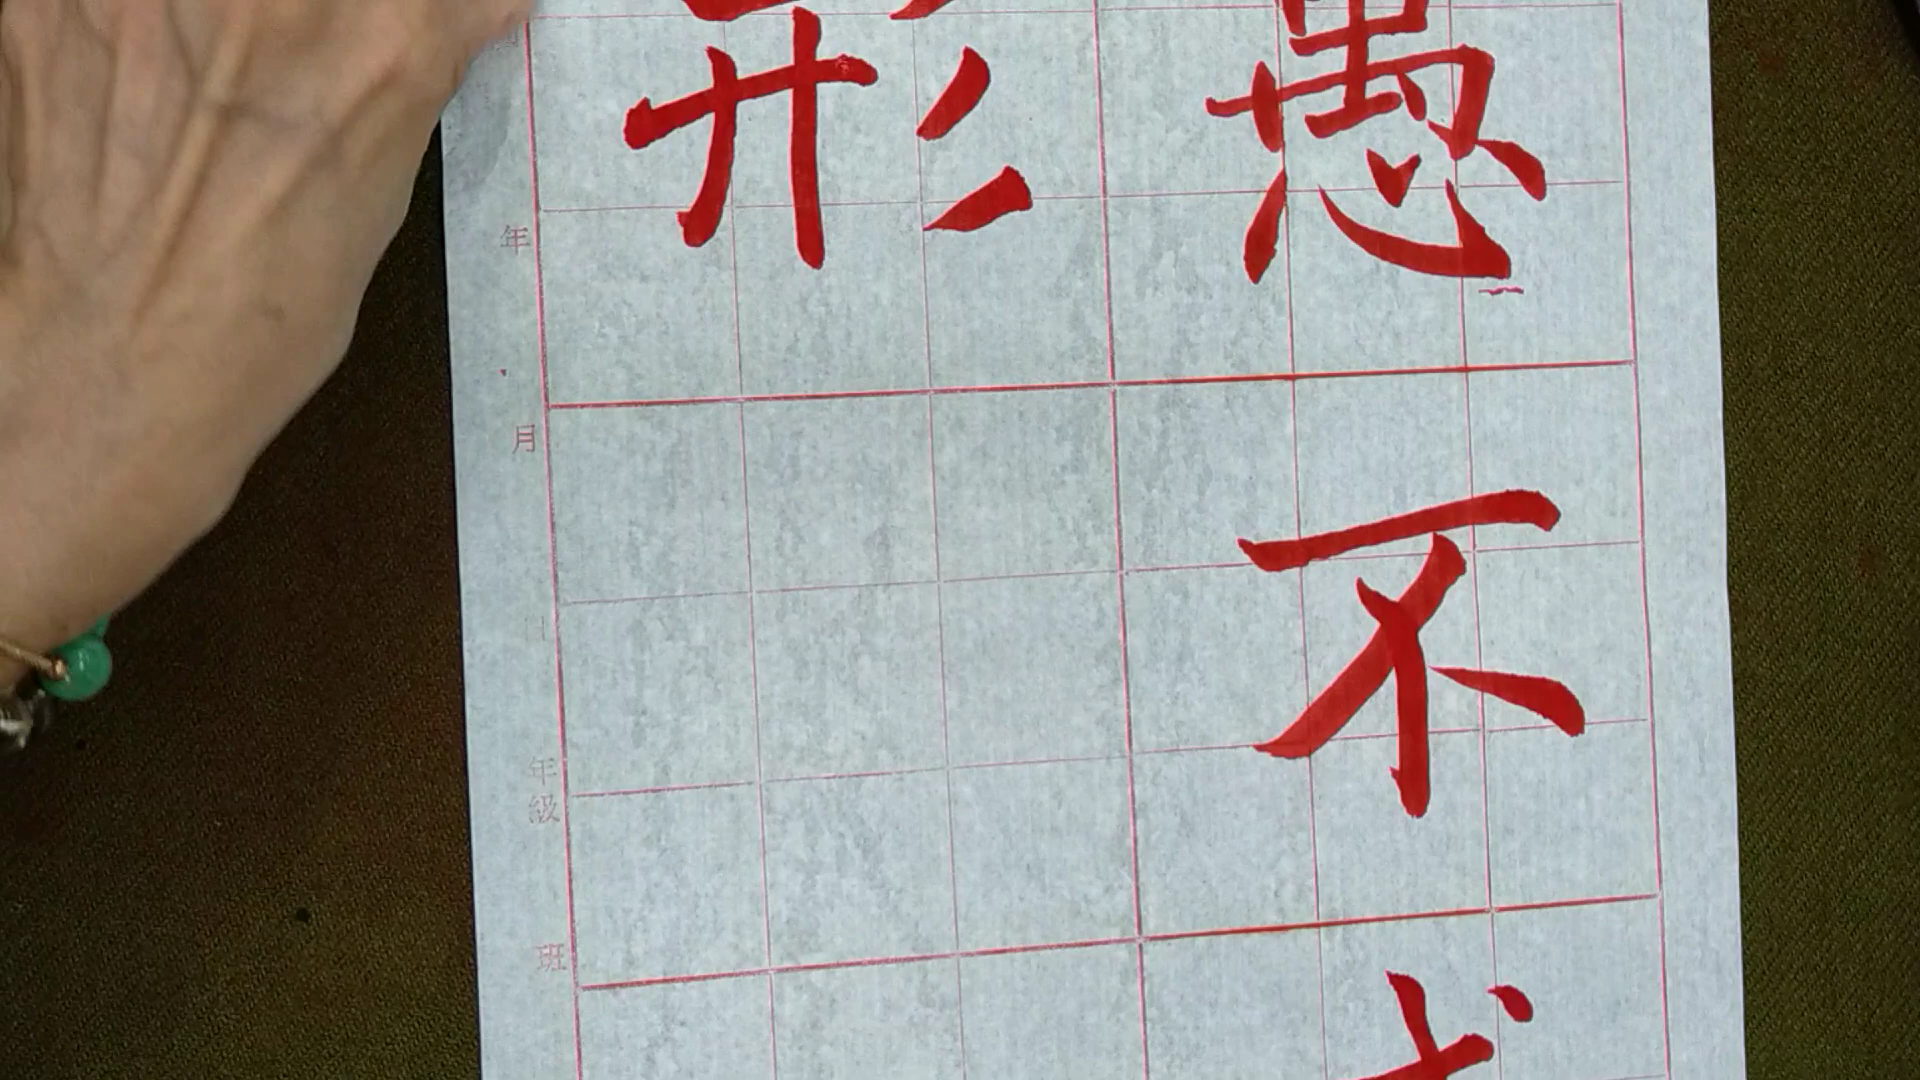 愚不
形
年月日
年級
班